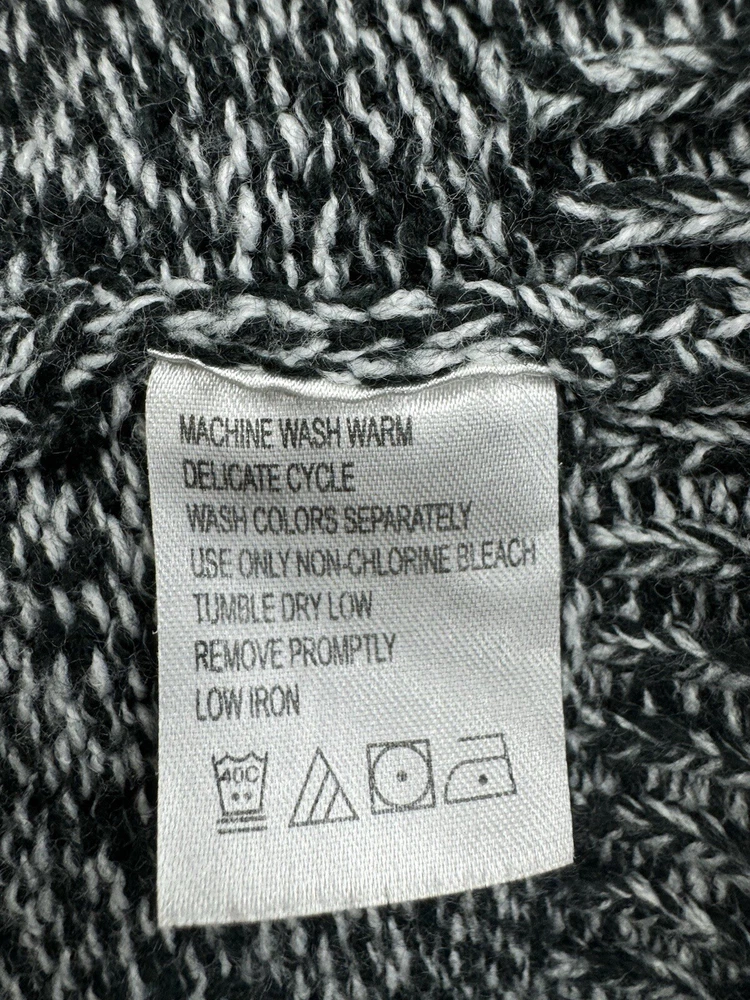 MACHINE WASH WARM
DELICATE CYCLE
WASH COLORS SEPARATELY
USE ONLY NON-CHLORINE BLEACH
TUMBLE DRY LOW
REMOVE PROMPTLY
LOW IRON
40C